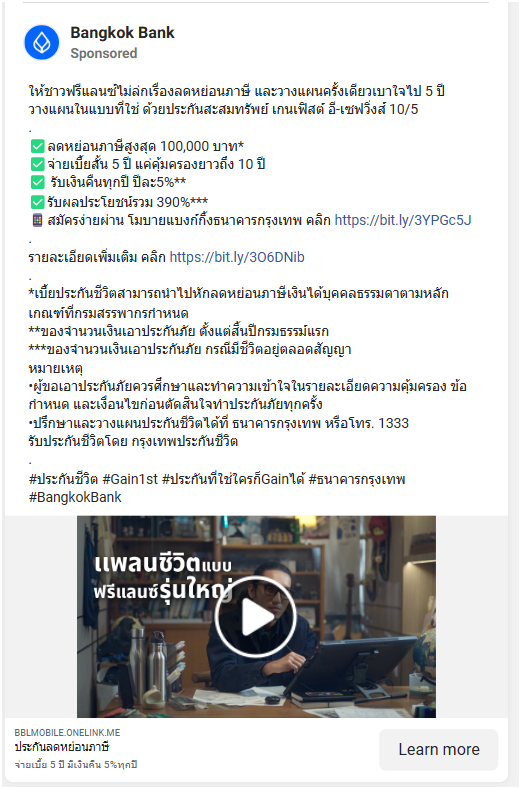 Bangkok Bank
Sponsored
ให้ชาวฟรีแลนซ์ไม่ลกเรื่องลดหย่อนภาษี และวางแผนครั้งเดียวเบาใจไป 5 ปี
วางแผนในแบบที่ใช่ ด้วยประกันสะสมทรัพย์ เกนเฟิสต์ อี-เซฟวิ่งส์ 10/5
.
✅ลดหย่อนภาษีสูงสุด 100,000 บาท*
✅จ่ายเบี้ยสั้น 5 ปี แต่คุ้มครองยาวถึง 10 ปี
✅ รับเงินคืนทุกปี ปีละ5%**
✅รับผลประโยชน์รวม 390%***
📱 สมัครง่ายผ่าน โมบายแบงก์กิ้งธนาคารกรุงเทพ คลิก https://bit.ly/3YPGc5J
.
รายละเอียดเพิ่มเติม คลิก https://bit.ly/3O6DNib
.
*เบี้ยประกันชีวิตสามารถนำไปหักลดหย่อนภาษีเงินได้บุคคลธรรมดาตามหลัก
เกณฑ์ที่กรมสรรพากรกำหนด
**ของจำนวนเงินเอาประกันภัย ตั้งแต่สิ้นปีกรมธรรม์แรก
***ของจำนวนเงินเอาประกันภัย กรณีมีชีวิตอยู่ตลอดสัญญา
หมายเหตุ
•ผู้ขอเอาประกันภัยควรศึกษาและทำความเข้าใจในรายละเอียดความคุ้มครอง ข้อ
กำหนด และเงื่อนไขก่อนตัดสินใจทำประกันภัยทุกครั้ง
•ปรึกษาและวางแผนประกันชีวิตได้ที่ ธนาคารกรุงเทพ หรือโทร. 1333
รับประกันชีวิตโดย กรุงเทพประกันชีวิต
.
#ประกันชีวิต #Gain1st #ประกันที่ใช่ใครก็Gainได้ #ธนาคารกรุงเทพ
#BangkokBank
แพลนชีวิตแบบ
ฟรีแลนซ์รุ่นใหญ่
BBLMOBILE.ONELINK.ME
ประกันลดหย่อนภาษี
จ่ายเบี้ย 5 ปี มีเงินคืน 5%ทุกปี
Learn more